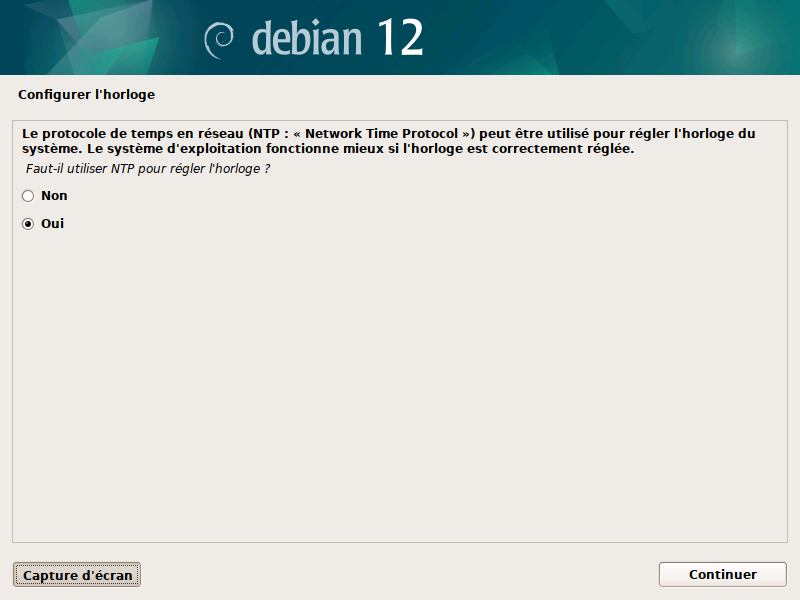 debian 12
Configurer l'horloge
Le protocole de temps en réseau (NTP : « Network Time Protocol ») peut être utilisé pour régler l'horloge du
système. Le système d'exploitation fonctionne mieux si l'horloge est correctement réglée.
Faut-il utiliser NTP pour régler l'horloge ?
Non
Oui
Capture d'écran
Continuer